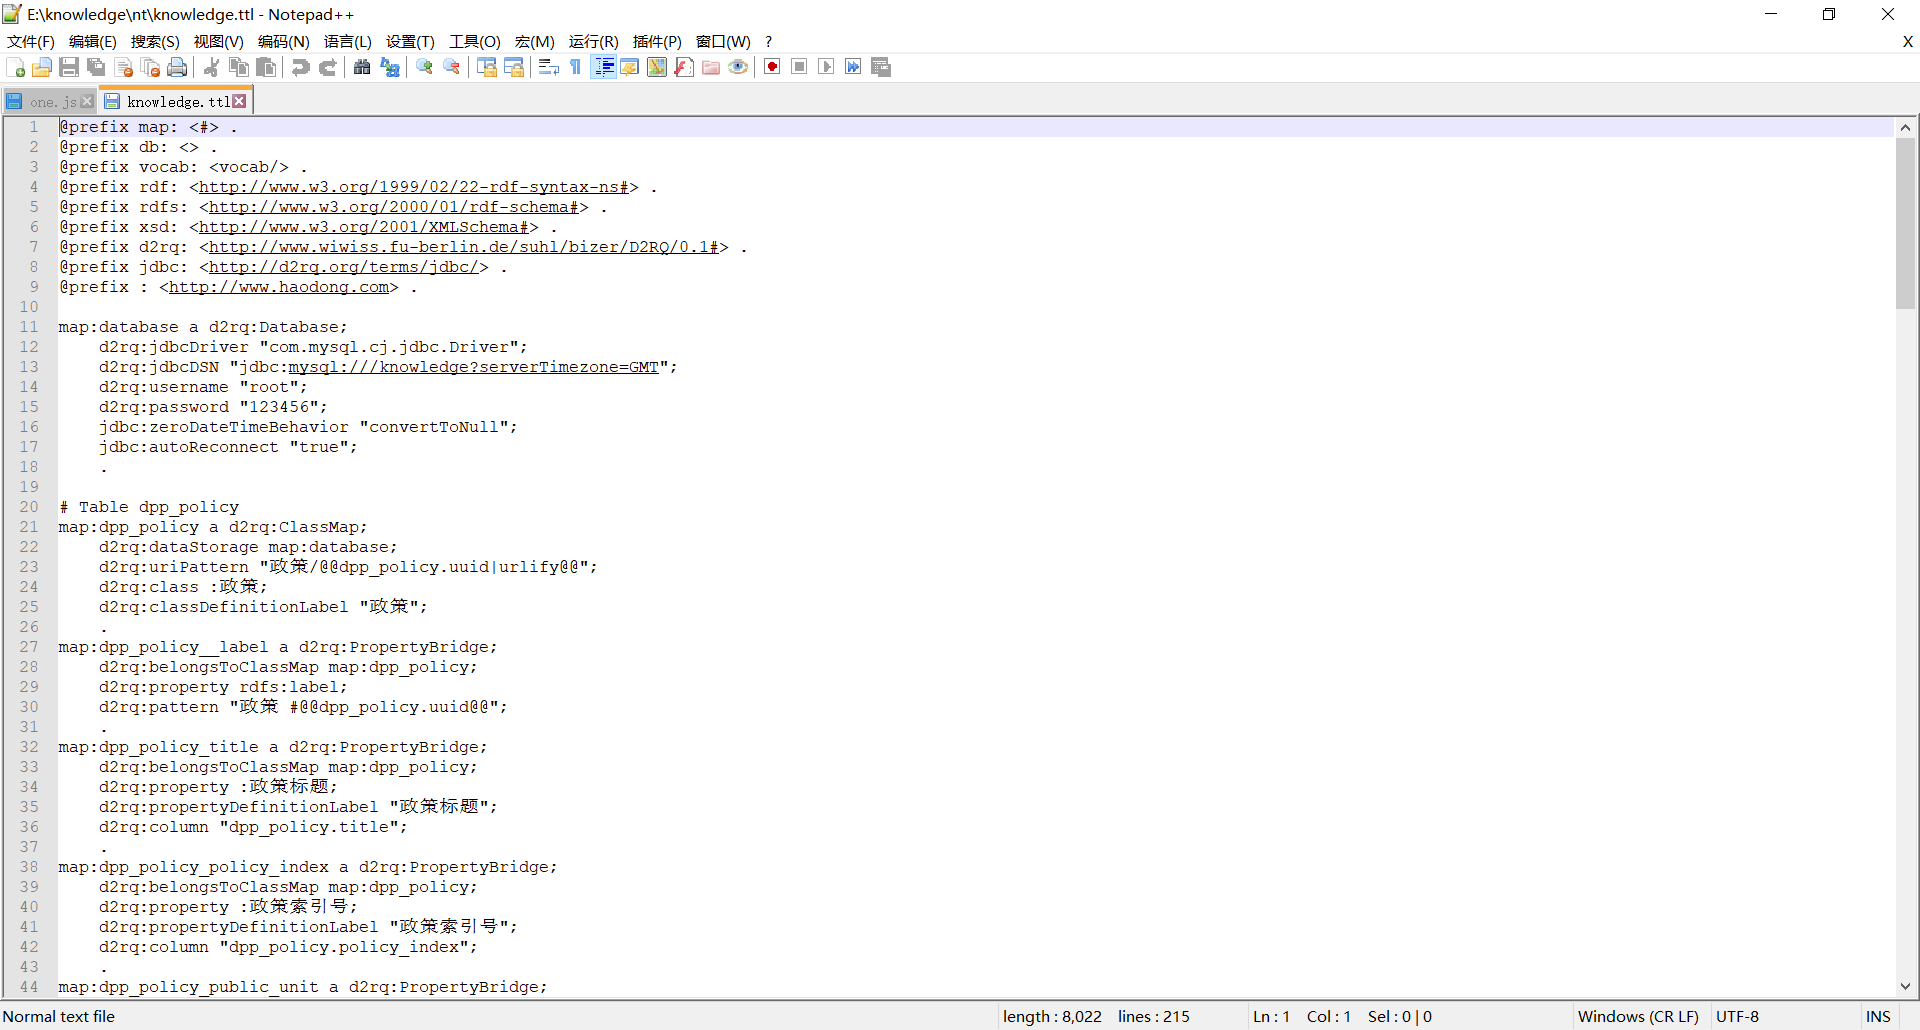 E:\knowledge\nt\knowledge.ttl - Notepad++
文件(F) 编辑(E) 搜索(S) 视图(V) 编码(N) 语言(L) 设置(T) 工具(O) 宏(M) 运行(R) 插件(P) 窗口(W) ? X
one.js knowledge.ttl
1 @prefix map: <#> .
2 @prefix db: <> .
3 @prefix vocab: <vocab/> .
4 @prefix rdf: <http://www.w3.org/1999/02/22-rdf-syntax-ns#> .
5 @prefix rdfs: <http://www.w3.org/2000/01/rdf-schema#> .
6 @prefix xsd: <http://www.w3.org/2001/XMLSchema#> .
7 @prefix d2rq: <http://www.wiwiss.fu-berlin.de/suhl/bizer/D2RQ/0.1#> .
8 @prefix jdbc: <http://d2rq.org/terms/jdbc/> .
9 @prefix : <http://www.haodong.com> .
10
11 map:database a d2rq:Database;
12     d2rq:jdbcDriver "com.mysql.cj.jdbc.Driver";
13     d2rq:jdbcDSN "jdbc:mysql:///knowledge?serverTimezone=GMT";
14     d2rq:username "root";
15     d2rq:password "123456";
16     jdbc:zeroDateTimeBehavior "convertToNull";
17     jdbc:autoReconnect "true";
18     .
19
20 # Table dpp_policy
21 map:dpp_policy a d2rq:ClassMap;
22     d2rq:dataStorage map:database;
23     d2rq:uriPattern "政策/@@dpp_policy.uuid|urlify@@";
24     d2rq:class :政策;
25     d2rq:classDefinitionLabel "政策";
26     .
27 map:dpp_policy__label a d2rq:PropertyBridge;
28     d2rq:belongsToClassMap map:dpp_policy;
29     d2rq:property rdfs:label;
30     d2rq:pattern "政策 #@@dpp_policy.uuid@@";
31     .
32 map:dpp_policy_title a d2rq:PropertyBridge;
33     d2rq:belongsToClassMap map:dpp_policy;
34     d2rq:property :政策标题;
35     d2rq:propertyDefinitionLabel "政策标题";
36     d2rq:column "dpp_policy.title";
37     .
38 map:dpp_policy_policy_index a d2rq:PropertyBridge;
39     d2rq:belongsToClassMap map:dpp_policy;
40     d2rq:property :政策索引号;
41     d2rq:propertyDefinitionLabel "政策索引号";
42     d2rq:column "dpp_policy.policy_index";
43     .
44 map:dpp_policy_public_unit a d2rq:PropertyBridge;
Normal text file length : 8,022 lines : 215 Ln : 1 Col : 1 Sel : 0 | 0 Windows (CR LF) UTF-8 INS